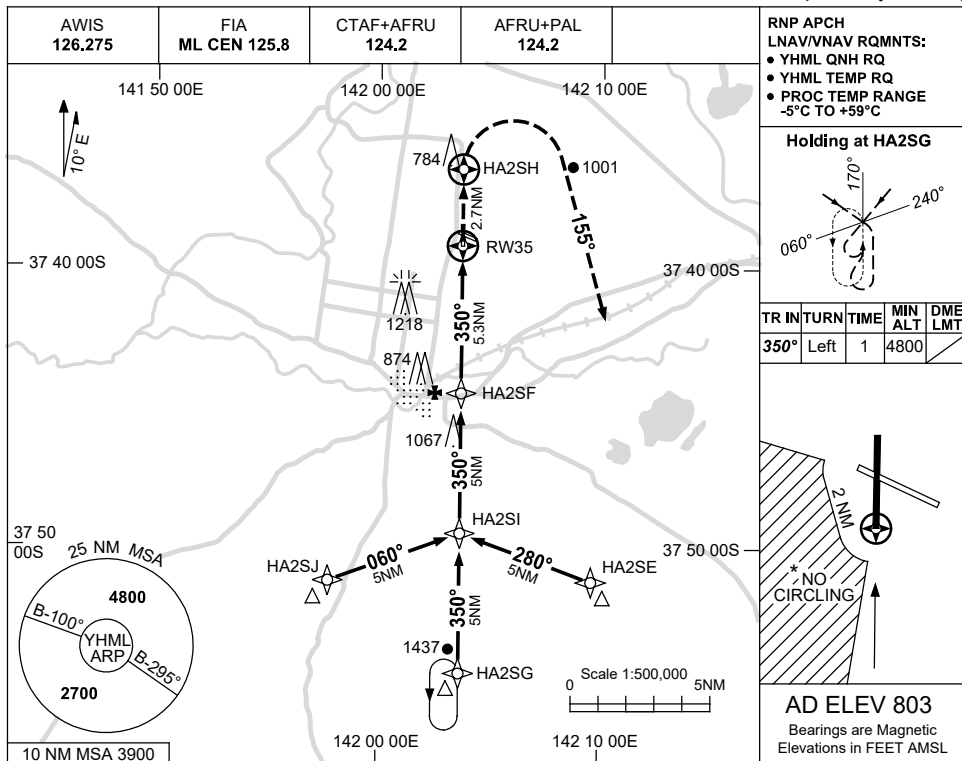 AWIS
126.275
FIA
ML CEN 125.8
CTAF+AFRU
124.2
AFRU+PAL
124.2
RNP APCH
LNAV/VNAV RQMNTS:
• YHML QNH RQ
• YHML TEMP RQ
• PROC TEMP RANGE
-5°C TO +59°C
141 50 00E
142 00 00E
142 10 00E
10° E
784
HA2SH
1001
2.7NM
155°
RW35
37 40 00S
37 40 00S
1218
350°
5.3NM
874
HA2SF
1067
350°
5NM
HA2SI
37 50
00S
37 50 00S
HA2SJ
060°
5NM
280°
5NM
HA2SE
350°
5NM
1437
HA2SG
25 NM MSA
4800
B-100°
YHML
ARP
B-295°
2700
10 NM MSA 3900
Scale 1:500,000
0
5NM
142 00 00E
142 10 00E
Holding at HA2SG
170°
240°
060°
TR IN TURN TIME MIN ALT DME LMT
350° Left 1 4800
2 NM
* NO
CIRCLING
AD ELEV 803
Bearings are Magnetic
Elevations in FEET AMSL